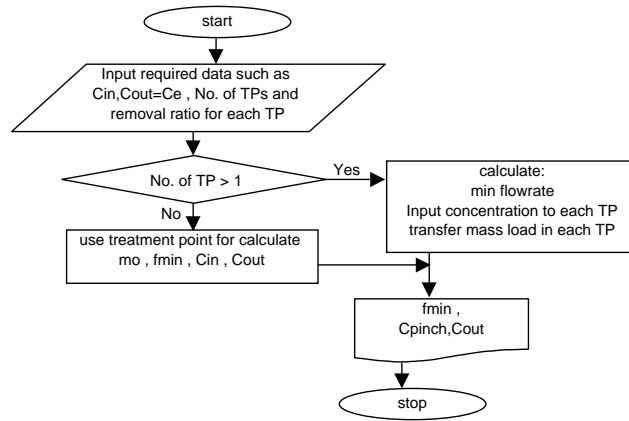 start
Input required data such as
Cin,Cout=Ce , No. of TPs and
removal ratio for each TP
No. of TP > 1
Yes
No
calculate:
min flowrate
Input concentration to each TP
transfer mass load in each TP
use treatment point for calculate
mo , fmin , Cin , Cout
fmin ,
Cpinch,Cout
stop